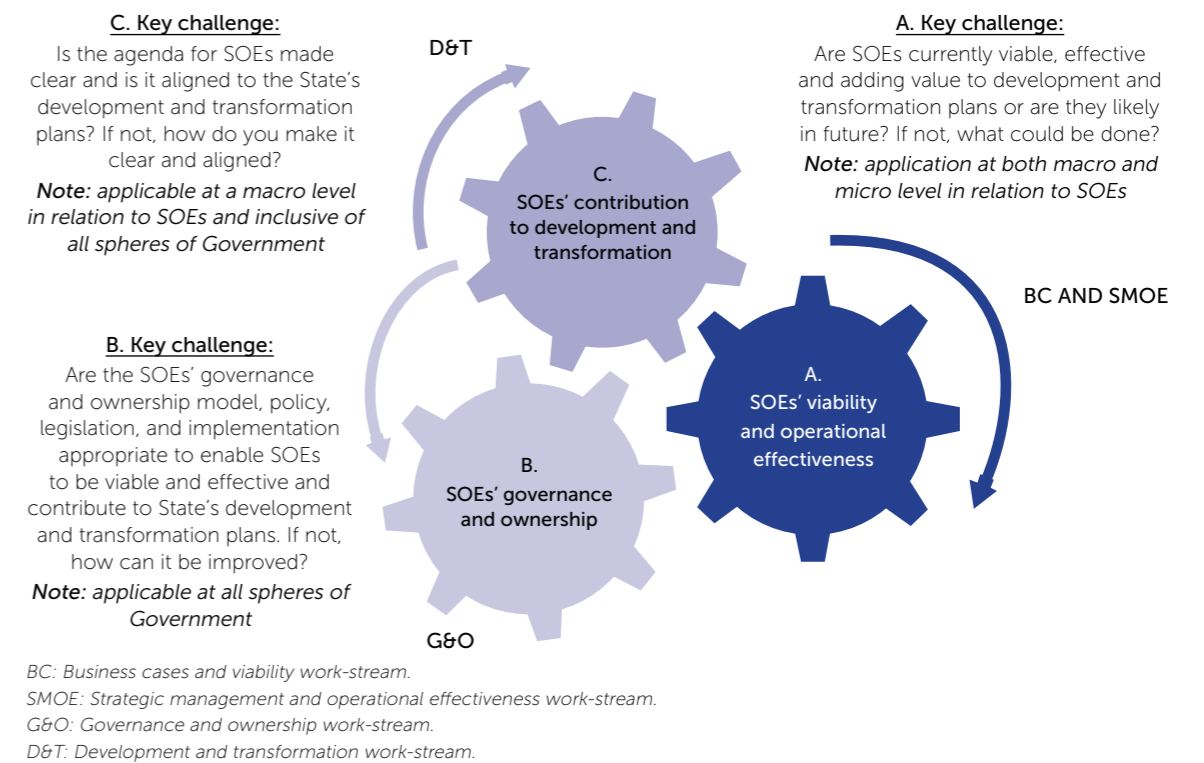 C. Key challenge:
Is the agenda for SOEs made
clear and is it aligned to the State’s
development and transformation
plans? If not, how do you make it
clear and aligned?
Note: applicable at a macro level
in relation to SOEs and inclusive of
all spheres of Government
D&T
A. Key challenge:
Are SOEs currently viable, effective
and adding value to development and
transformation plans or are they likely
in future? If not, what could be done?
Note: application at both macro and
micro level in relation to SOEs
C.
SOEs’ contribution
to development and
transformation
BC AND SMOE
A.
SOEs’ viability
and operational
effectiveness
B. Key challenge:
Are the SOEs’ governance
and ownership model, policy,
legislation, and implementation
appropriate to enable SOEs
to be viable and effective and
contribute to State’s development
and transformation plans. If not,
how can it be improved?
Note: applicable at all spheres of
Government
B.
SOEs’ governance
and ownership
G&O
BC: Business cases and viability work-stream.
SMOE: Strategic management and operational effectiveness work-stream.
G&O: Governance and ownership work-stream.
D&T: Development and transformation work-stream.